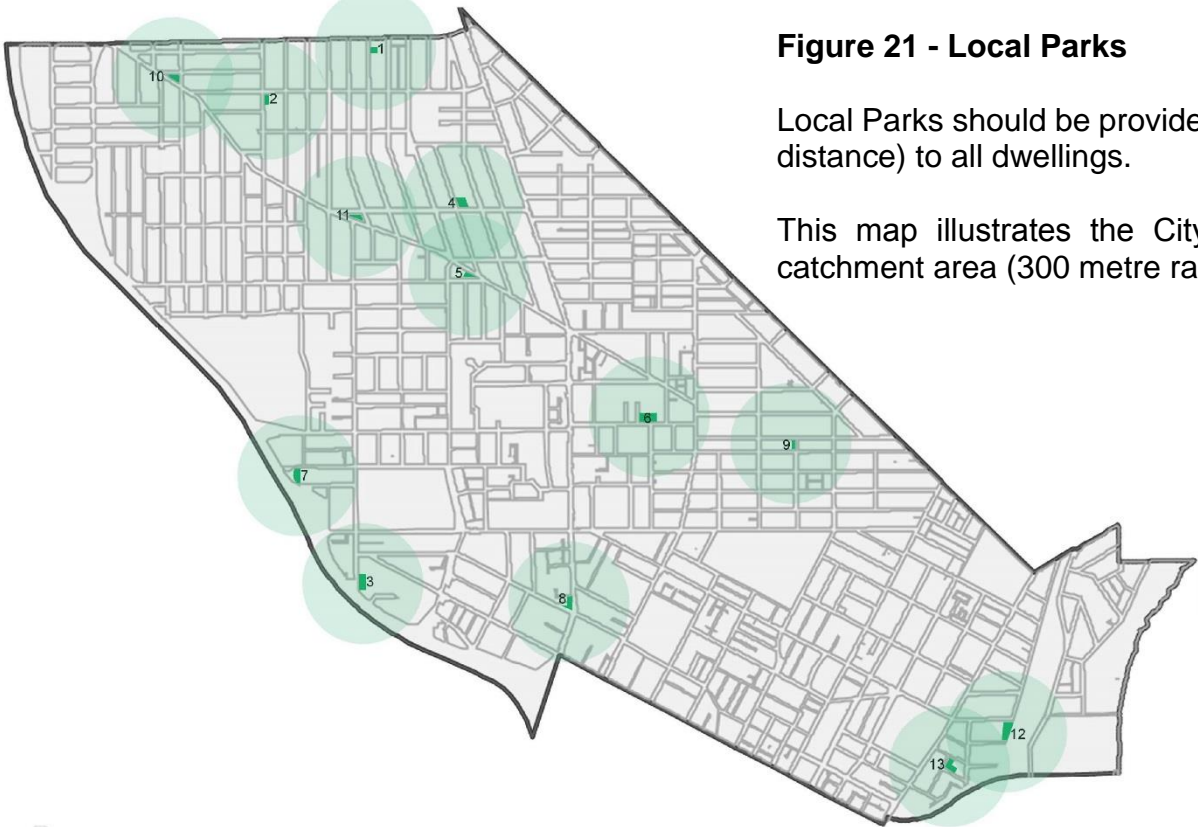 Figure 21 - Local Parks
Local Parks should be provide
distance) to all dwellings.
This map illustrates the City
catchment area (300 metre ra
1
10
2
4
11
5
6
9
7
3
8
12
13